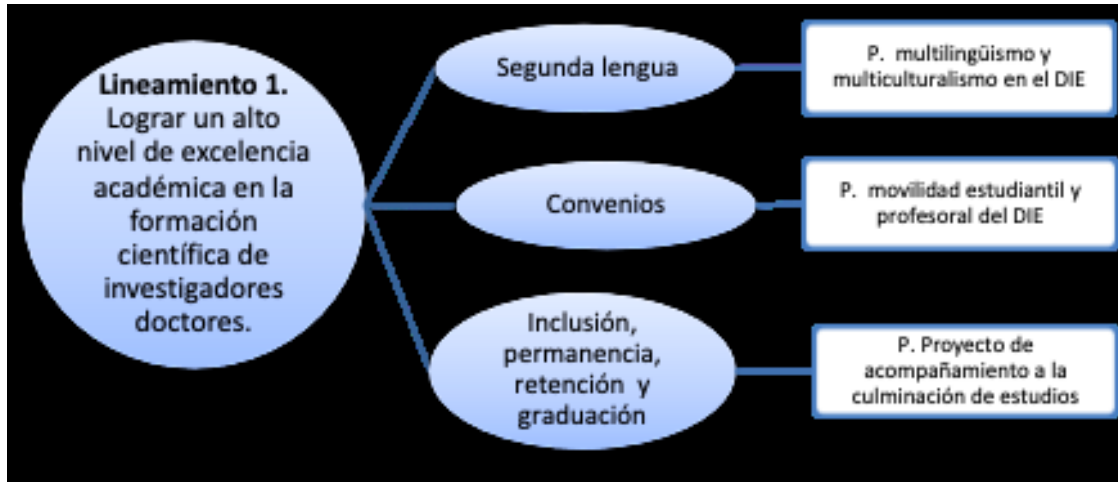 Lineamiento 1.
Lograr un alto
nivel de excelencia
académica en la
formación
científica de
investigadores
doctores.
Segunda lengua
P. multilingüismo y
multiculturalismo en el DIE
Convenios
P. movilidad estudiantil y
profesoral del DIE
Inclusión,
permanencia,
retención y
graduación
P. Proyecto de
acompañamiento a la
culminación de estudios